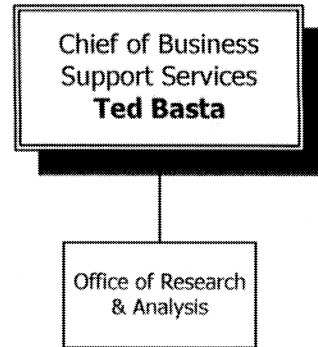 Chief of Business
Support Services
Ted Basta
Office of Research
& Analysis